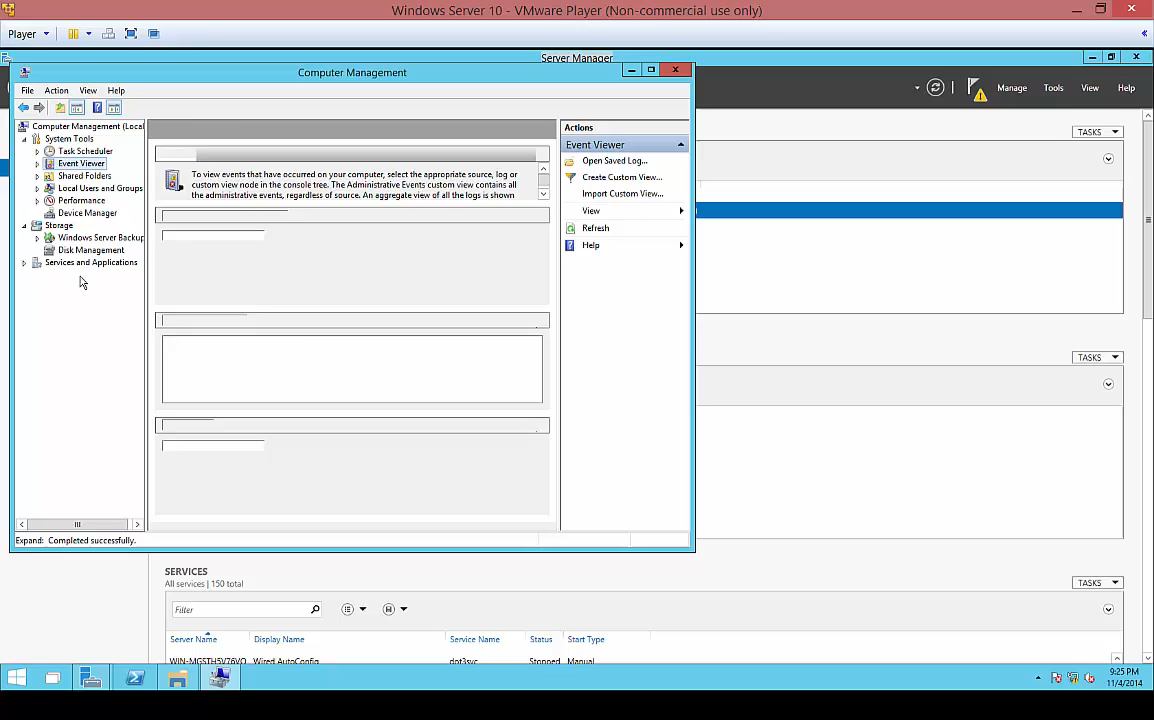 Windows Server 10 - VMware Player (Non-commercial use only)
Player
Server Manager
Manage
Tools
View
Help
Computer Management
File Action View Help
Computer Management (Local
System Tools
Task Scheduler
Event Viewer
Shared Folders
Local Users and Groups
Performance
Device Manager
Storage
Windows Server Backup
Disk Management
Services and Applications
To view events that have occurred on your computer, select the appropriate source, log or
custom view node in the console tree. The Administrative Events custom view contains all
the administrative events, regardless of source. An aggregate view of all the logs is shown
Actions
Event Viewer
Open Saved Log...
Create Custom View...
Import Custom View...
View
Refresh
Help
Expand: Completed successfully.
TASKS
TASKS
SERVICES
All services | 150 total
TASKS
Filter
Server Name Display Name Service Name Status Start Type
WIN-MGSTH5V76VO Wired AutoConfig dot3svc Stopped Manual
9:25 PM
11/4/2014